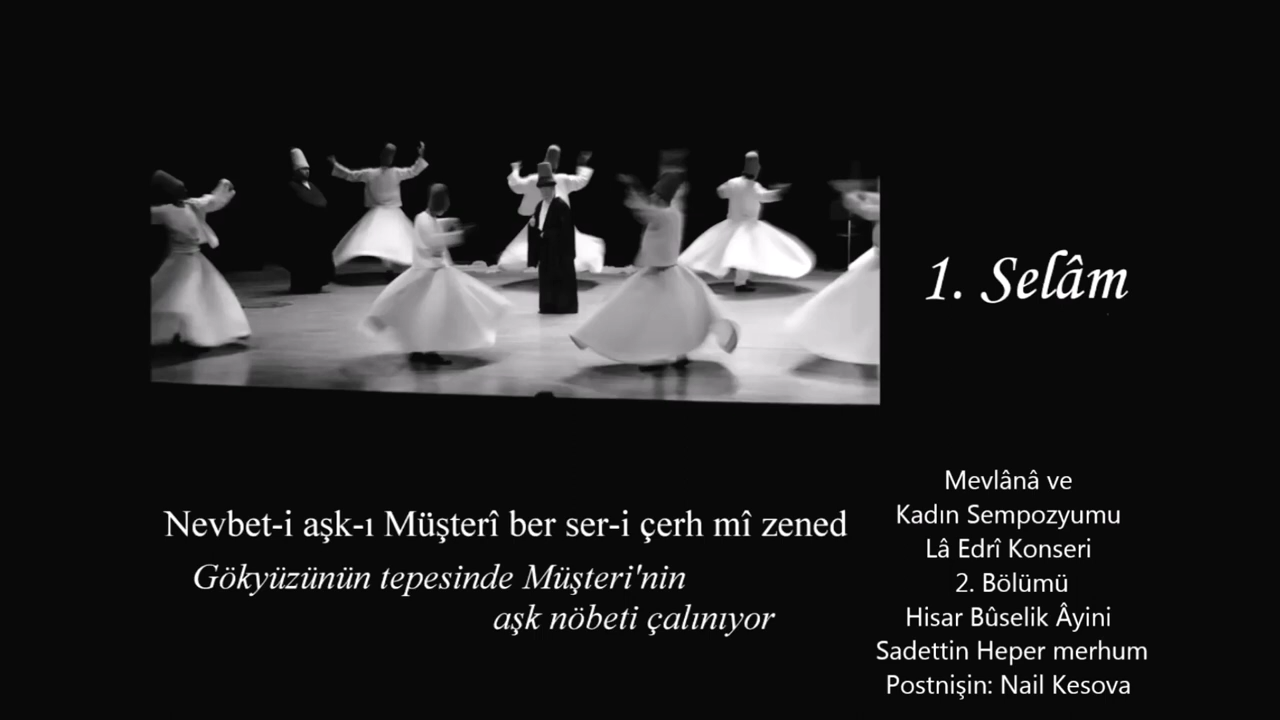 1. Selâm
Nevbet-i aşk-ı Müşterî ber ser-i çerh mî zened
Gökyüzünün tepesinde Müşteri'nin
aşk nöbeti çalınıyor
Mevlânâ ve
Kadın Sempozyumu
Lâ Edrî Konseri
2. Bölümü
Hisar Bûselik Âyini
Sadettin Heper merhum
Postnişin: Nail Kesova